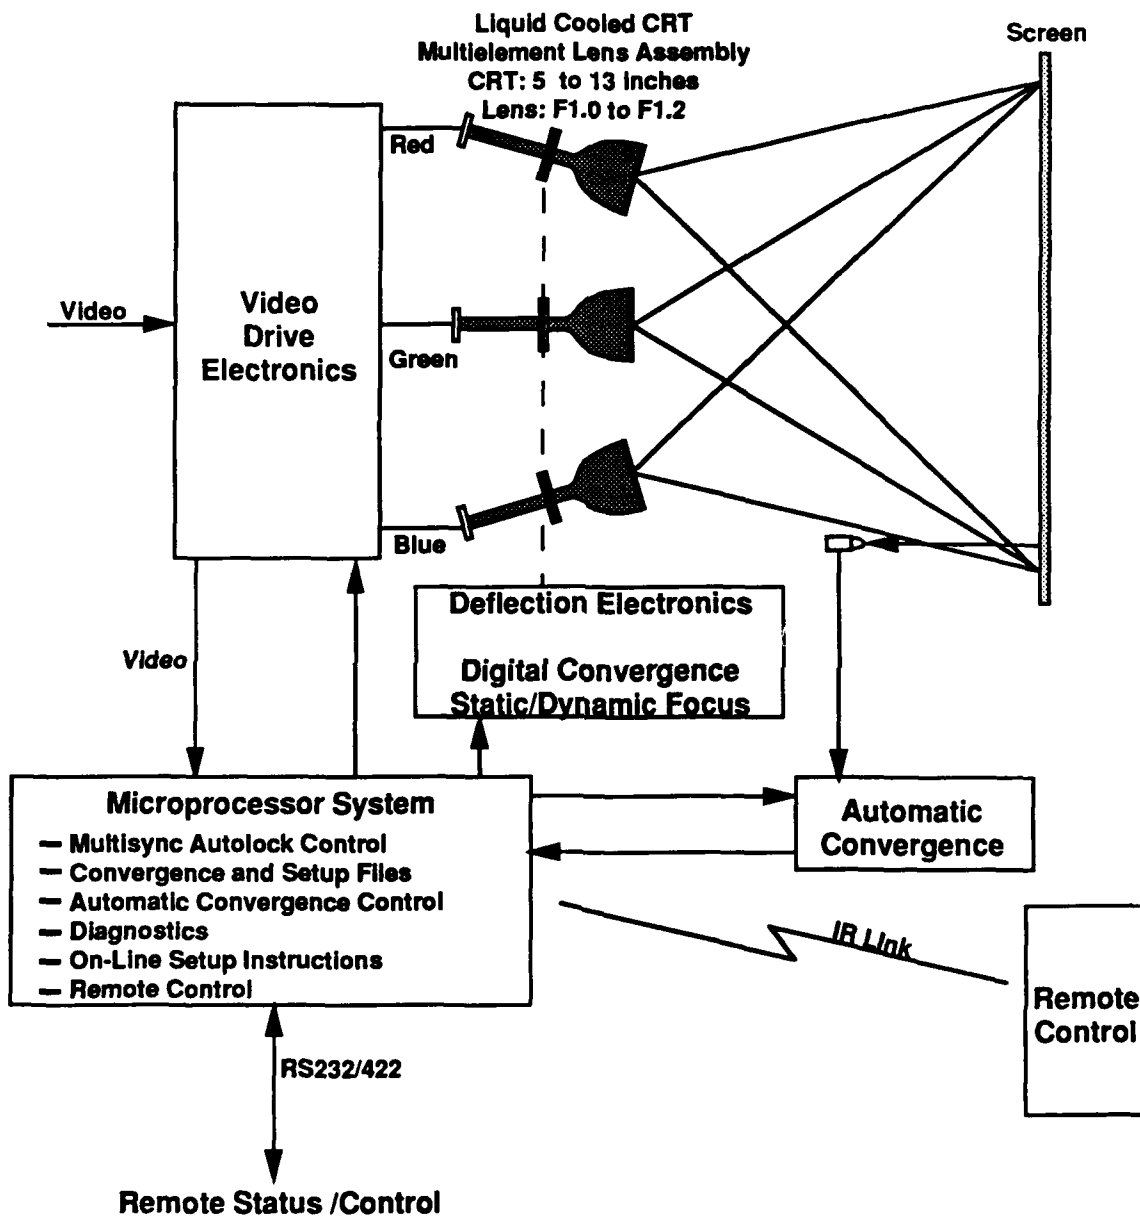 Liquid Cooled CRT
Multielement Lens Assembly
CRT: 5 to 13 inches
Lens: F1.0 to F1.2
Screen
Red
Video
Video
Drive
Electronics
Green
Blue
Deflection Electronics
Digital Convergence
Static/Dynamic Focus
Video
Microprocessor System
— Multisync Autolock Control
— Convergence and Setup Files
— Automatic Convergence Control
— Diagnostics
— On-Line Setup Instructions
— Remote Control
Automatic
Convergence
IR Link
Remote
Control
RS232/422
Remote Status /Control